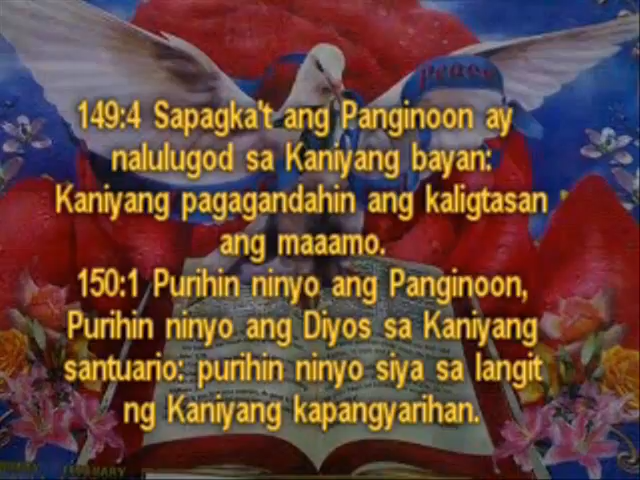 Peace
149:4 Sapagka't ang Panginoon ay
nalulugod sa Kaniyang bayan:
Kaniyang pagagandahin ang kaligtasan
ang maaamo.
150:1 Purihin ninyo ang Panginoon,
Purihin ninyo ang Diyos sa Kaniyang
santuario: purihin ninyo siya sa langit
ng Kaniyang kapangyarihan.